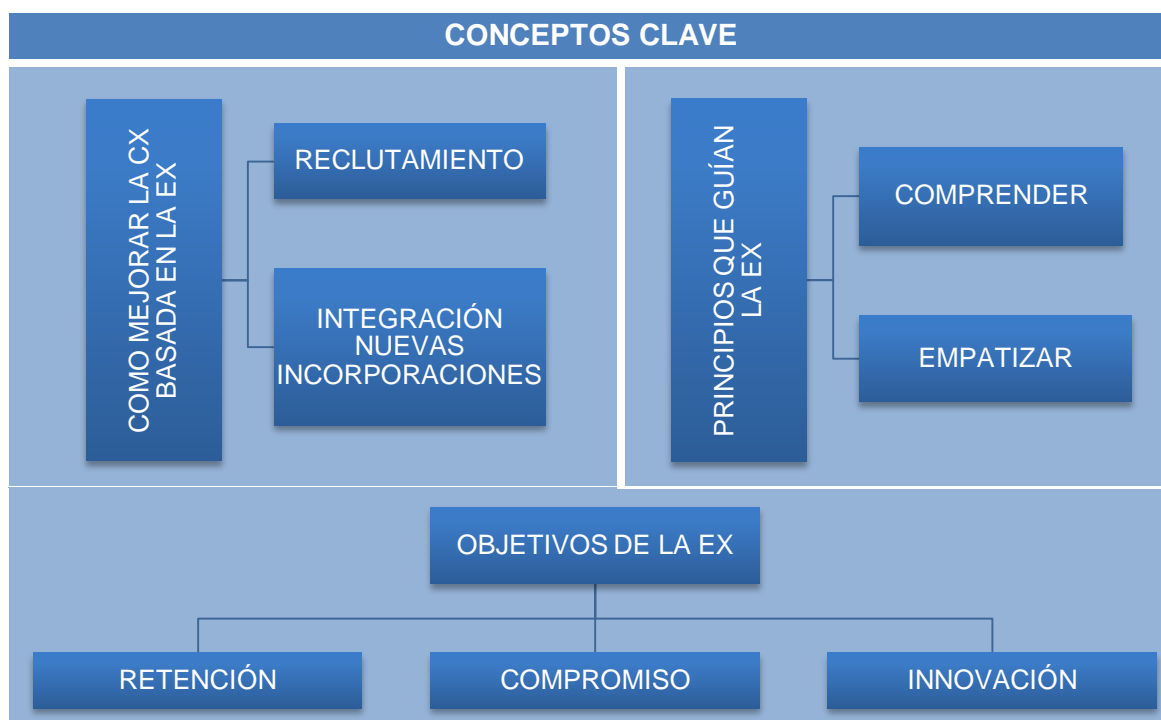 CONCEPTOS CLAVE
COMO MEJORAR LA CX
BASADA EN LA EX
RECLUTAMIENTO
INTEGRACIÓN
NUEVAS
INCORPORACIONES
PRINCIPIOS QUE GUÍAN
LA EX
COMPRENDER
EMPATIZAR
OBJETIVOS DE LA EX
RETENCIÓN
COMPROMISO
INNOVACIÓN